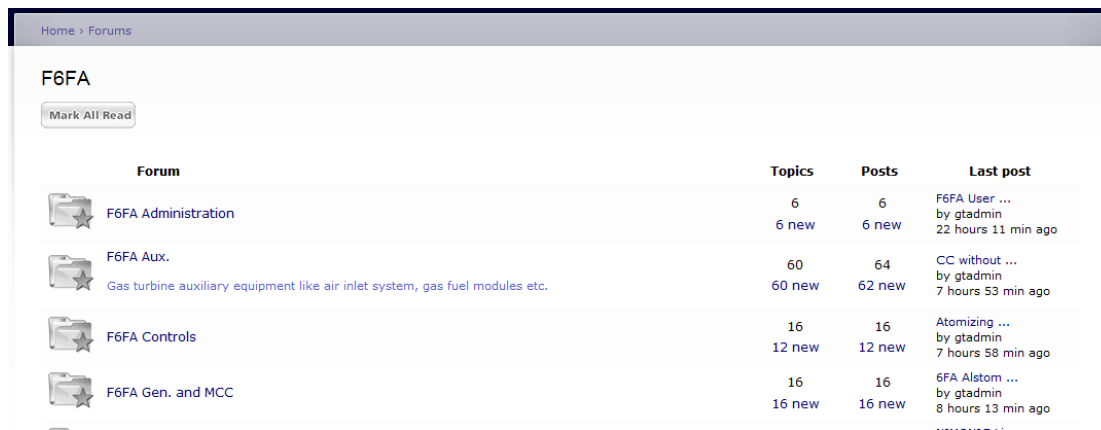 Home › Forums
F6FA
Mark All Read
Forum Topics Posts Last post
F6FA Administration
6
6 new
6
6 new
F6FA User ...
by gtadmin
22 hours 11 min ago
F6FA Aux.
Gas turbine auxiliary equipment like air inlet system, gas fuel modules etc.
60
60 new
64
62 new
CC without ...
by gtadmin
7 hours 53 min ago
F6FA Controls
16
12 new
16
12 new
Atomizing ...
by gtadmin
7 hours 58 min ago
F6FA Gen. and MCC
16
16 new
16
16 new
6FA Alstom ...
by gtadmin
8 hours 13 min ago